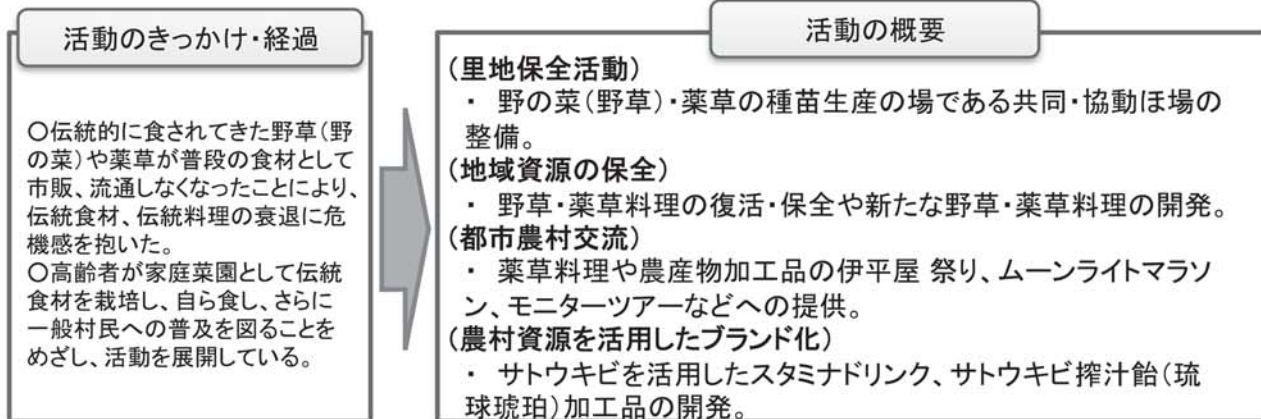 活動のきっかけ・経過
○伝統的に食されてきた野草(野
の菜)や薬草が普段の食材として
市販、流通しなくなったことにより、
伝統食材、伝統料理の衰退に危
機感を抱いた。
○高齢者が家庭菜園として伝統
食材を栽培し、自ら食し、さらに
一般村民への普及を図ることを
めざし、活動を展開している。
活動の概要
(里地保全活動)
・ 野の菜(野草)・薬草の種苗生産の場である共同・協動ほ場の
整備。
(地域資源の保全)
・ 野草・薬草料理の復活・保全や新たな野草・薬草料理の開発。
(都市農村交流)
・ 薬草料理や農産物加工品の伊平屋 祭り、ムーンライトマラソ
ン、モニターツアーなどへの提供。
(農村資源を活用したブランド化)
・ サトウキビを活用したスタミナドリンク、サトウキビ搾汁飴(琉
球琥珀)加工品の開発。